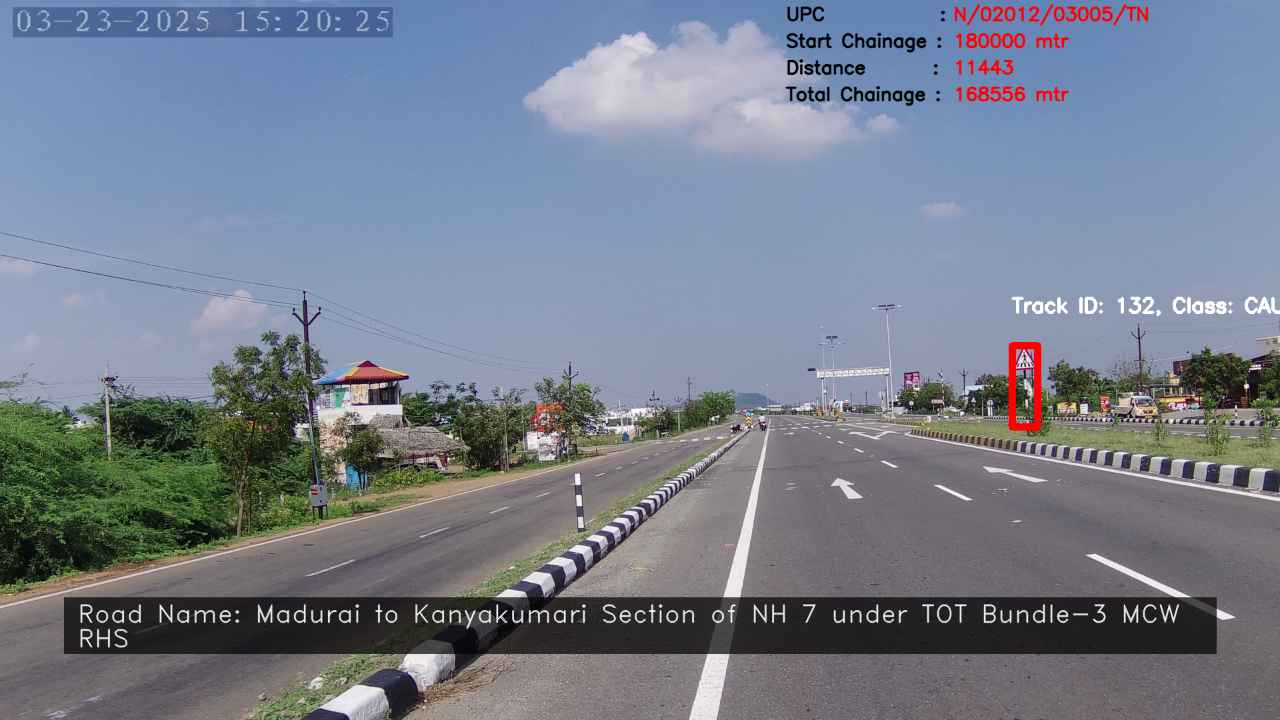 03-23-2025 15:20:25
UPC : N/02012/03005/TN
Start Chainage : 180000 mtr
Distance : 11443
Total Chainage : 168556 mtr
Track ID: 132, Class: CAU
Road Name: Madurai to Kanyakumari Section of NH 7 under TOT Bundle-3 MCW
RHS